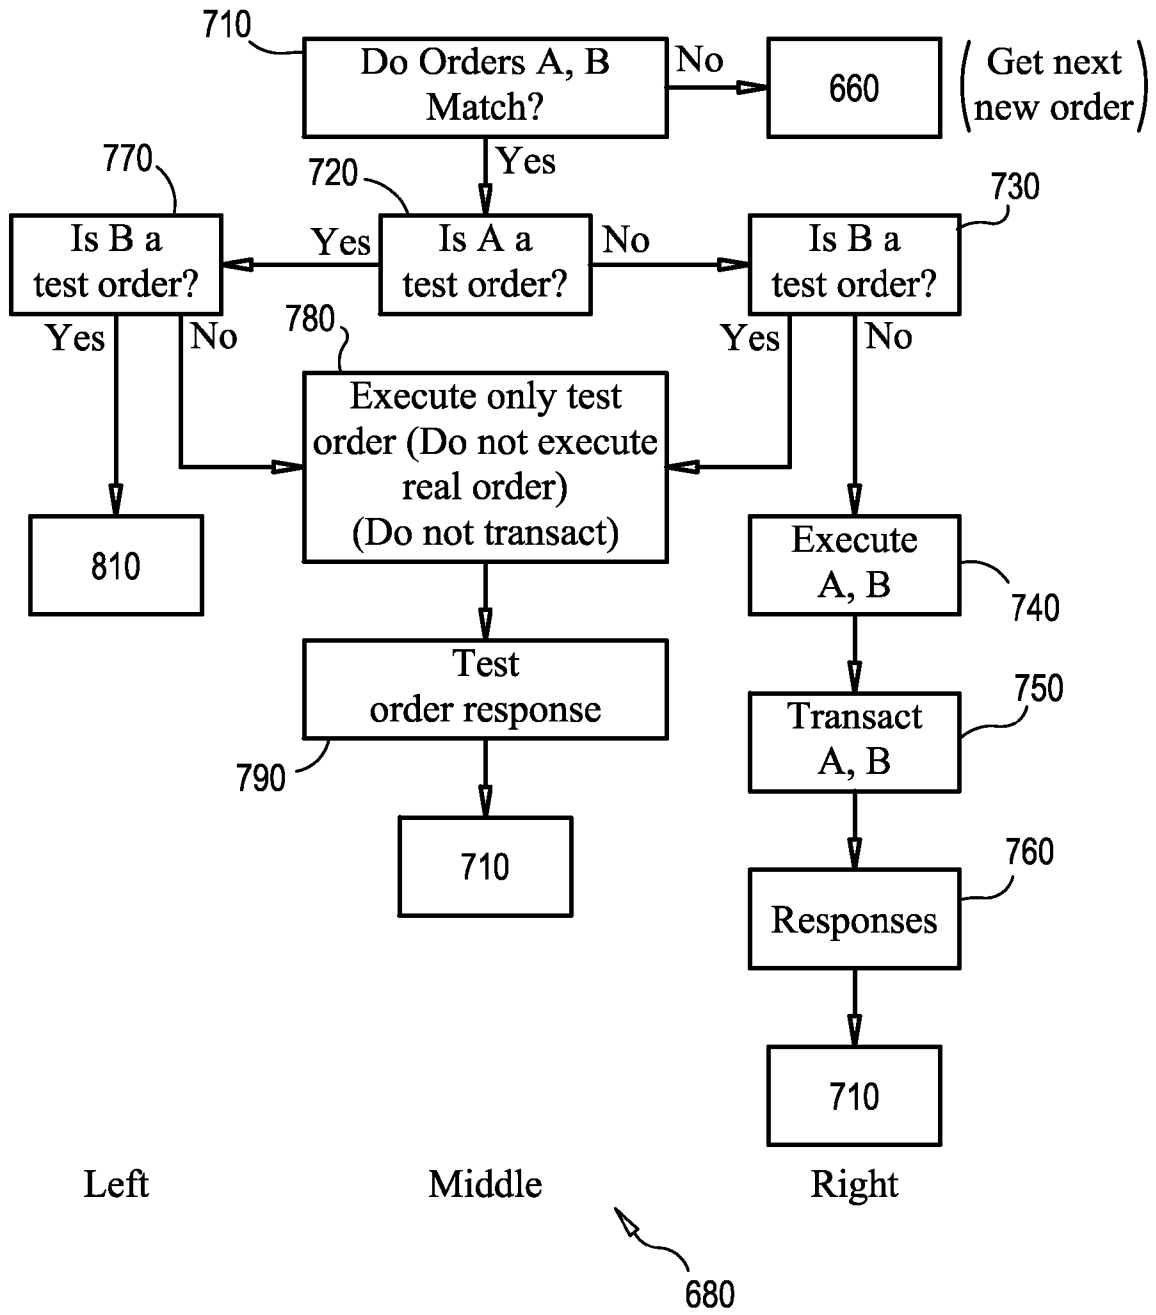 710
Do Orders A, B
Match?
No
660
(Get next
new order)
Yes
770
720
730
Is B a
test order?
Yes
Is A a
test order?
No
Is B a
test order?
Yes
No
780
Yes
No
Execute only test
order (Do not execute
real order)
(Do not transact)
810
Execute
A, B
740
Test
order response
790
750
Transact
A, B
710
760
Responses
710
Left
Middle
Right
680